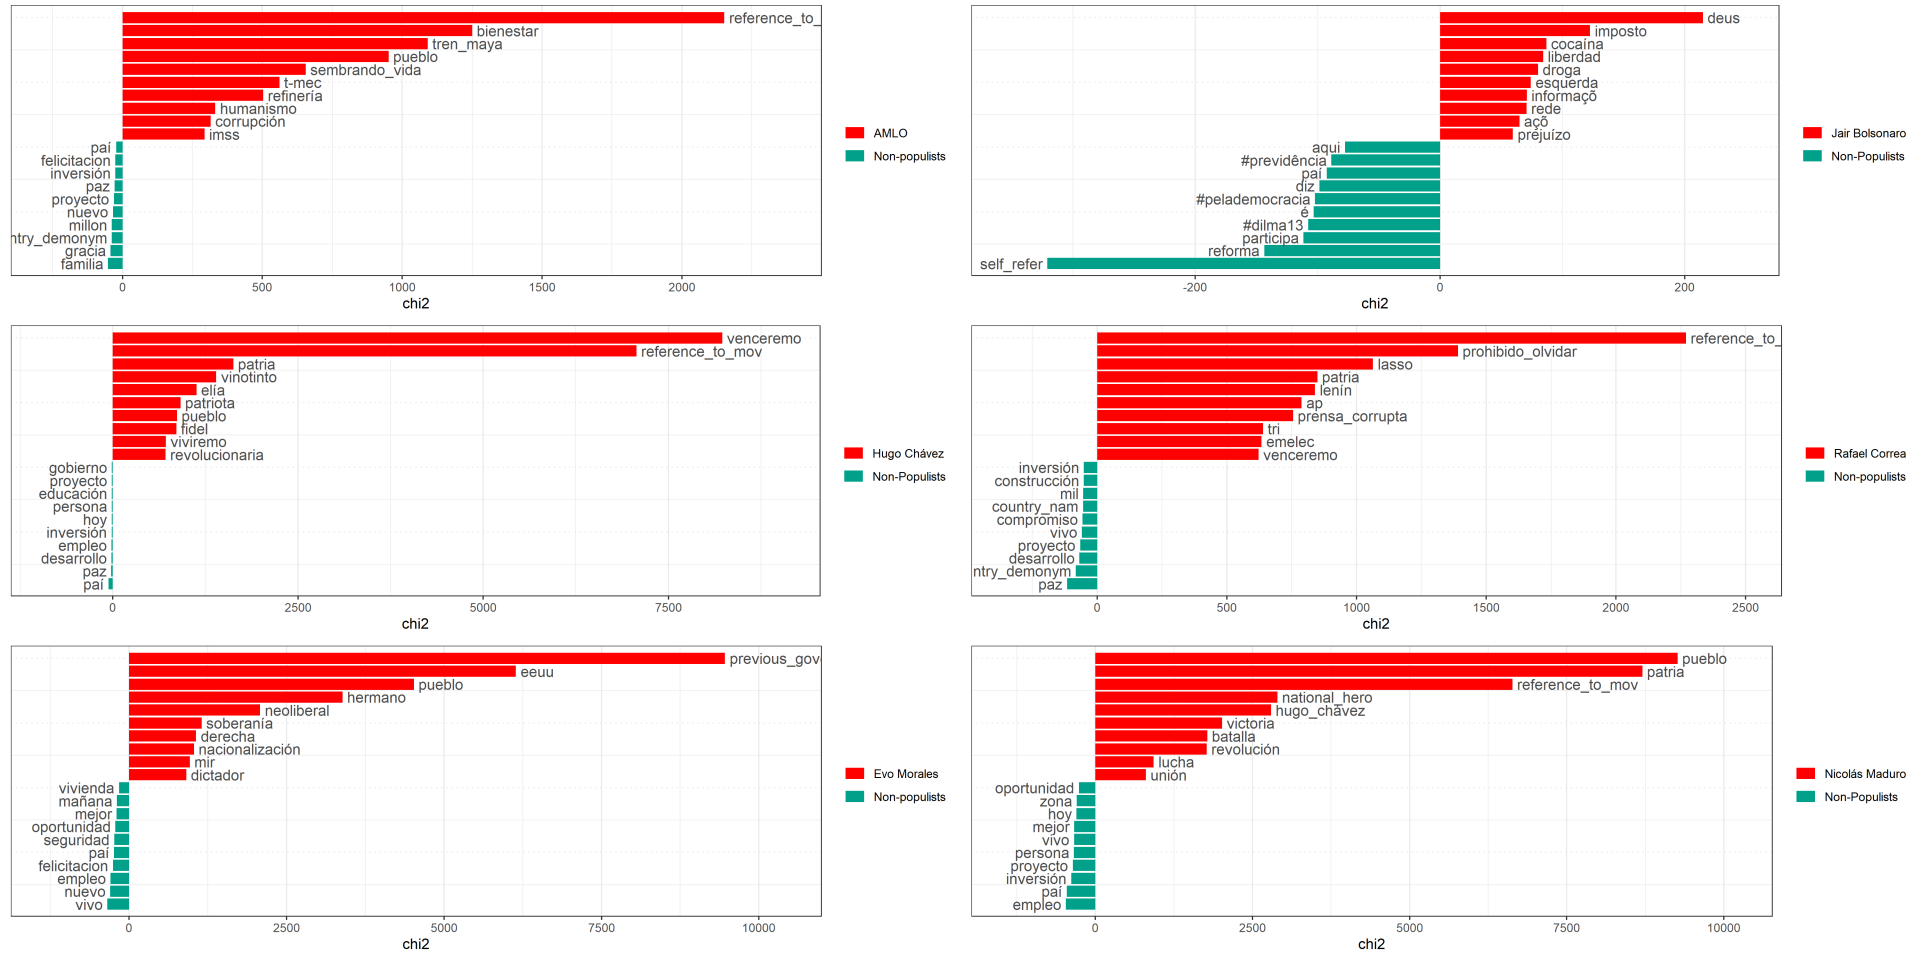 reference_to_
bienestar
tren_maya
pueblo
sembrando_vida
t-mec
refinería
humanismo
corrupción
imss
paí
felicitacion
inversión
paz
proyecto
nuevo
millon
ntry_demonym
gracia
familia
0 500 1000 1500 2000
chi2
AMLO
Non-populists
deus
imposto
cocaína
liberdad
droga
esquerda
informaçõ
rede
açõ
prejuízo
aqui
#previdência
paí
diz
#pelademocracia
é
#dilma13
participa
reforma
self_refer
-200 0 200
chi2
Jair Bolsonaro
Non-Populists
venceremo
reference_to_mov
patria
vinotinto
elía
patriota
pueblo
fidel
viviremo
revolucionaria
gobierno
proyecto
educación
persona
hoy
inversión
empleo
desarrollo
paz
paí
0 2500 5000 7500
chi2
Hugo Chávez
Non-Populists
reference_to_
prohibido_olvidar
lasso
patria
lenín
ap
prensa_corrupta
tri
emelec
venceremo
inversión
construcción
mil
country_nam
compromiso
vivo
proyecto
desarrollo
ntry_demonym
paz
0 500 1000 1500 2000 2500
chi2
Rafael Correa
Non-populists
previous_gov
eeuu
pueblo
hermano
neoliberal
soberanía
derecha
nacionalización
mir
dictador
vivienda
mañana
mejor
oportunidad
seguridad
paí
felicitacion
empleo
nuevo
vivo
0 2500 5000 7500 10000
chi2
Evo Morales
Non-populists
pueblo
patria
reference_to_mov
national_hero
hugo_chávez
victoria
batalla
revolución
lucha
unión
oportunidad
zona
hoy
mejor
vivo
persona
proyecto
inversión
paí
empleo
0 2500 5000 7500 10000
chi2
Nicolás Maduro
Non-Populists